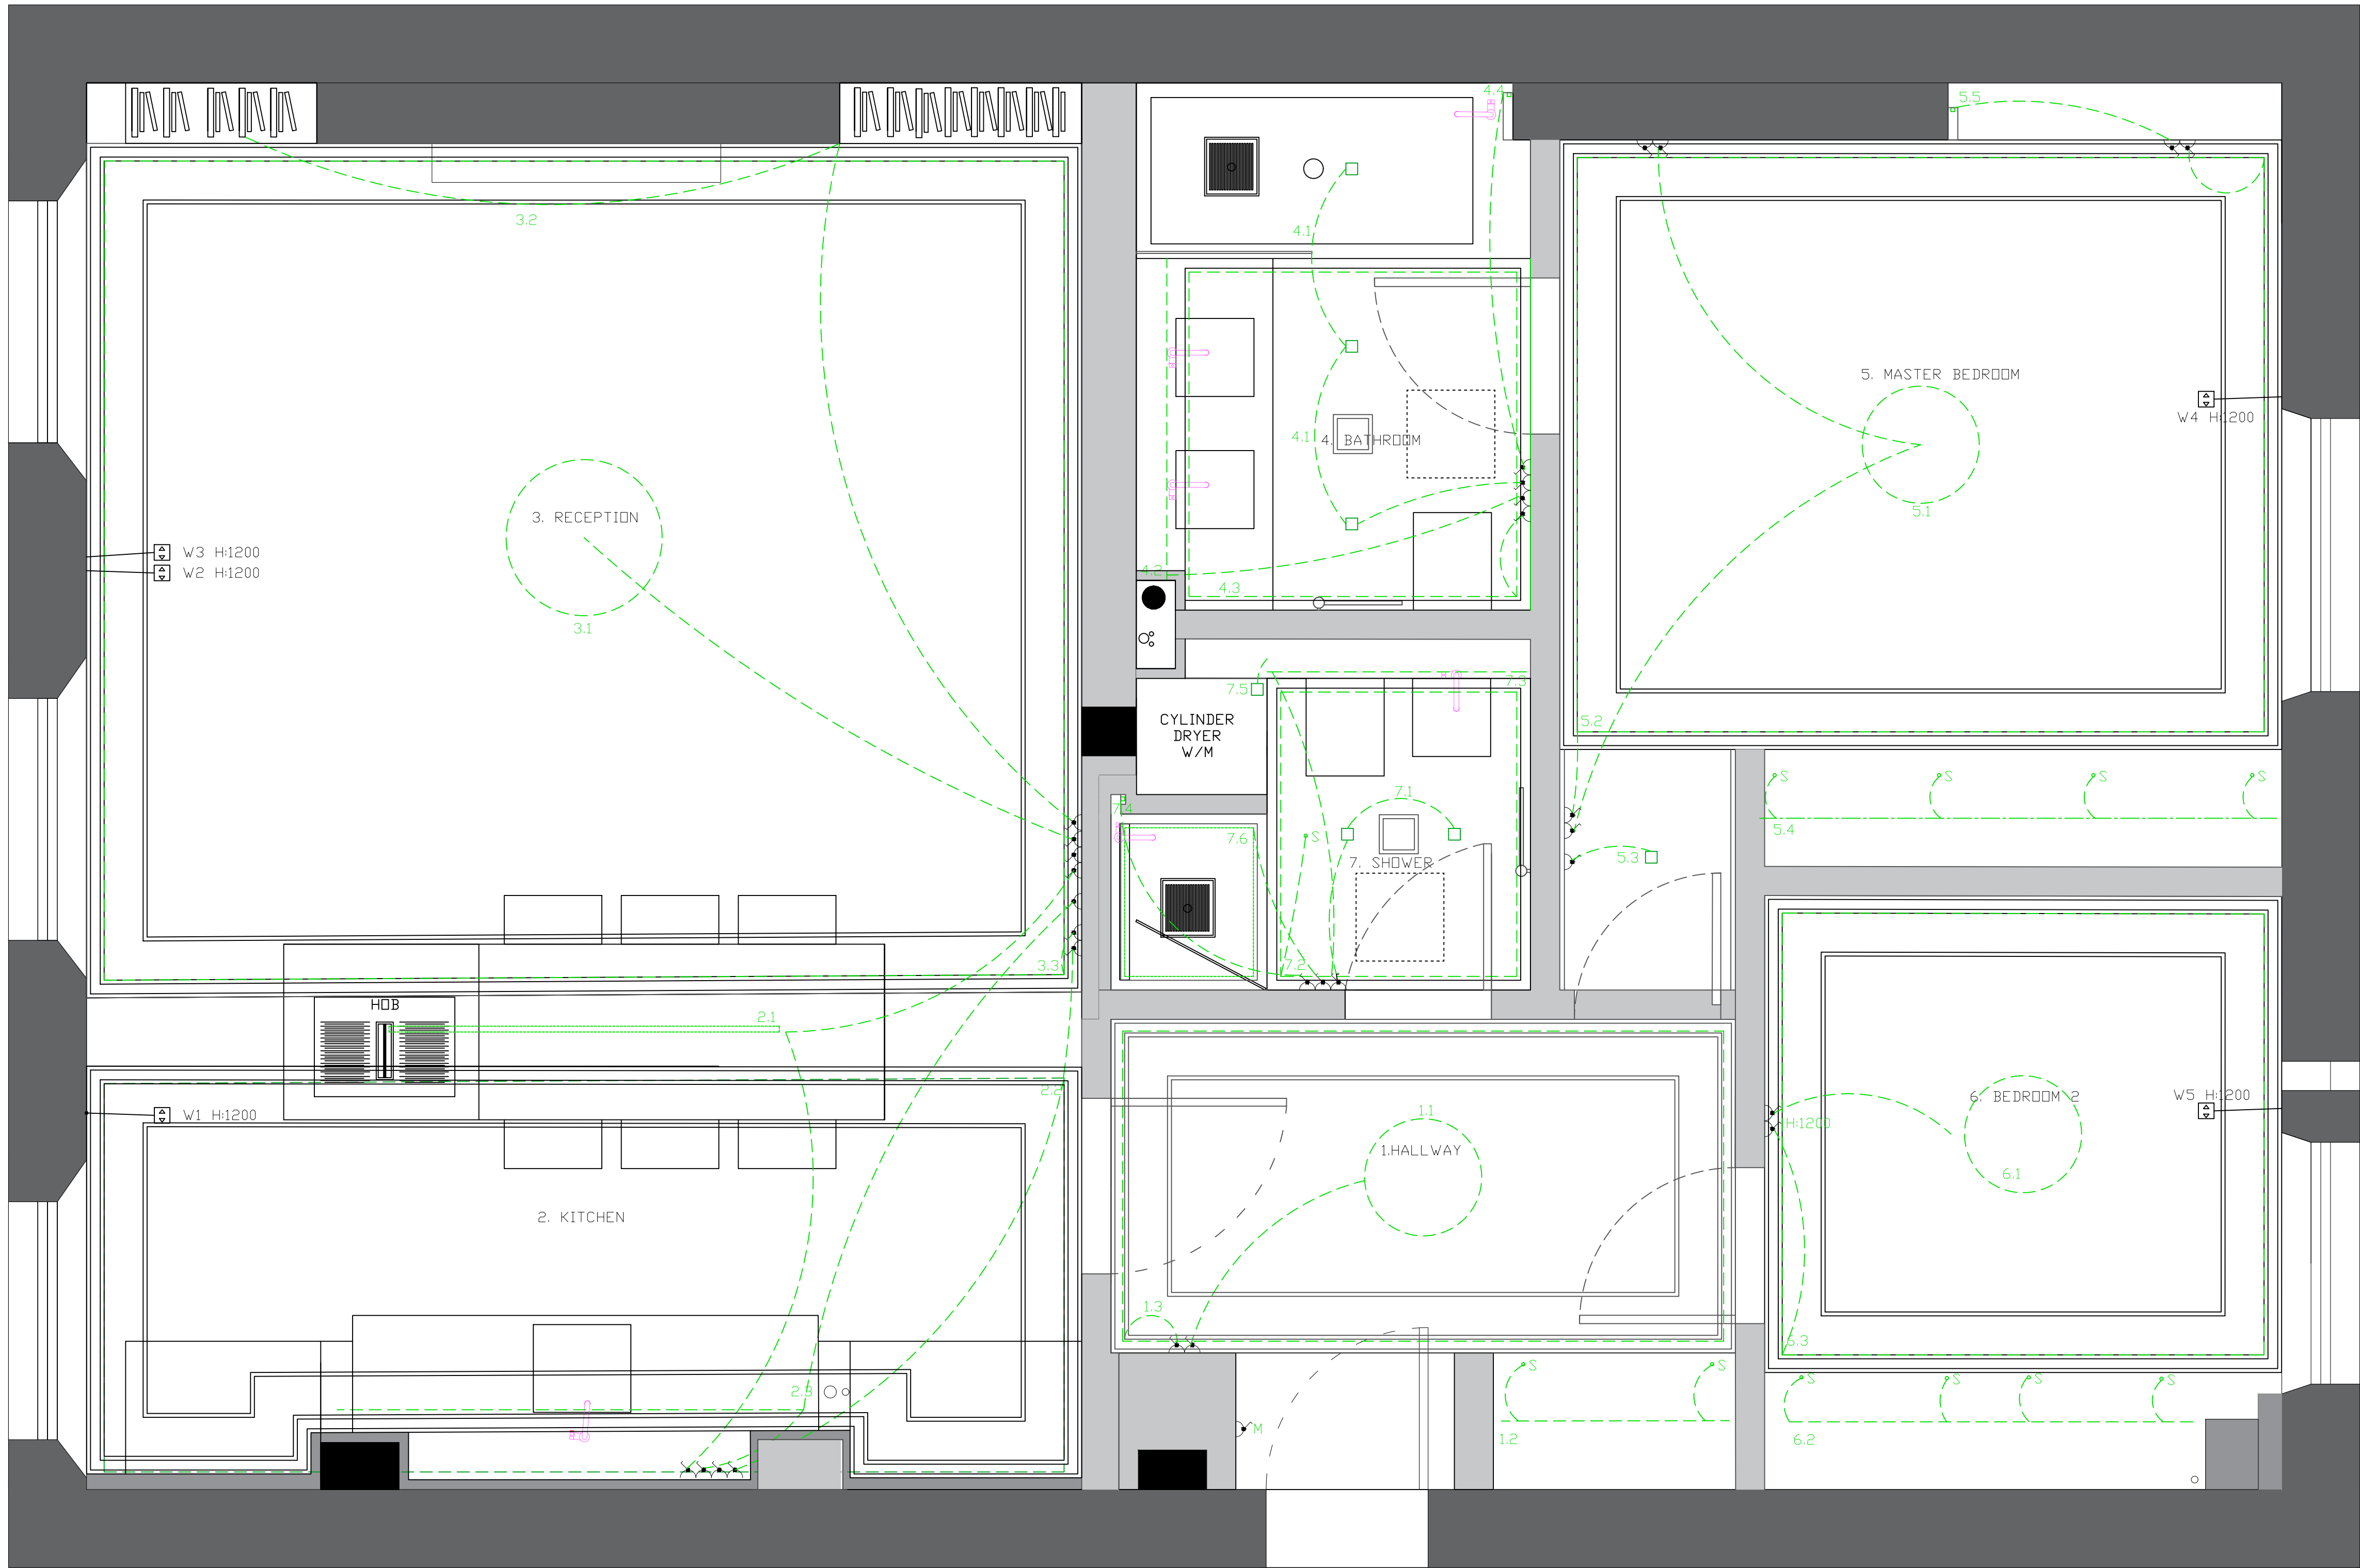 4.4
5.5
3.2
4.1
5. MASTER BEDROOM
W4 H:1200
4.1
4. BATHROOM
5.1
3. RECEPTION
W3 H:1200
W2 H:1200
4.2
4.3
3.1
7.5
7.3
5.2
CYLINDER
DRYER
W/M
S
S
S
S
7.1
7.4
5.4
7.6
S
5.3
7. SHOWER
3.3
7.2
HOB
2.1
2.2
W1 H:1200
1.1
H:1200
6. BEDROOM 2
W5 H:1200
1.HALLWAY
6.1
2. KITCHEN
1.3
6.3
S
S
S
S
S
S
2.3
M
1.2
6.2